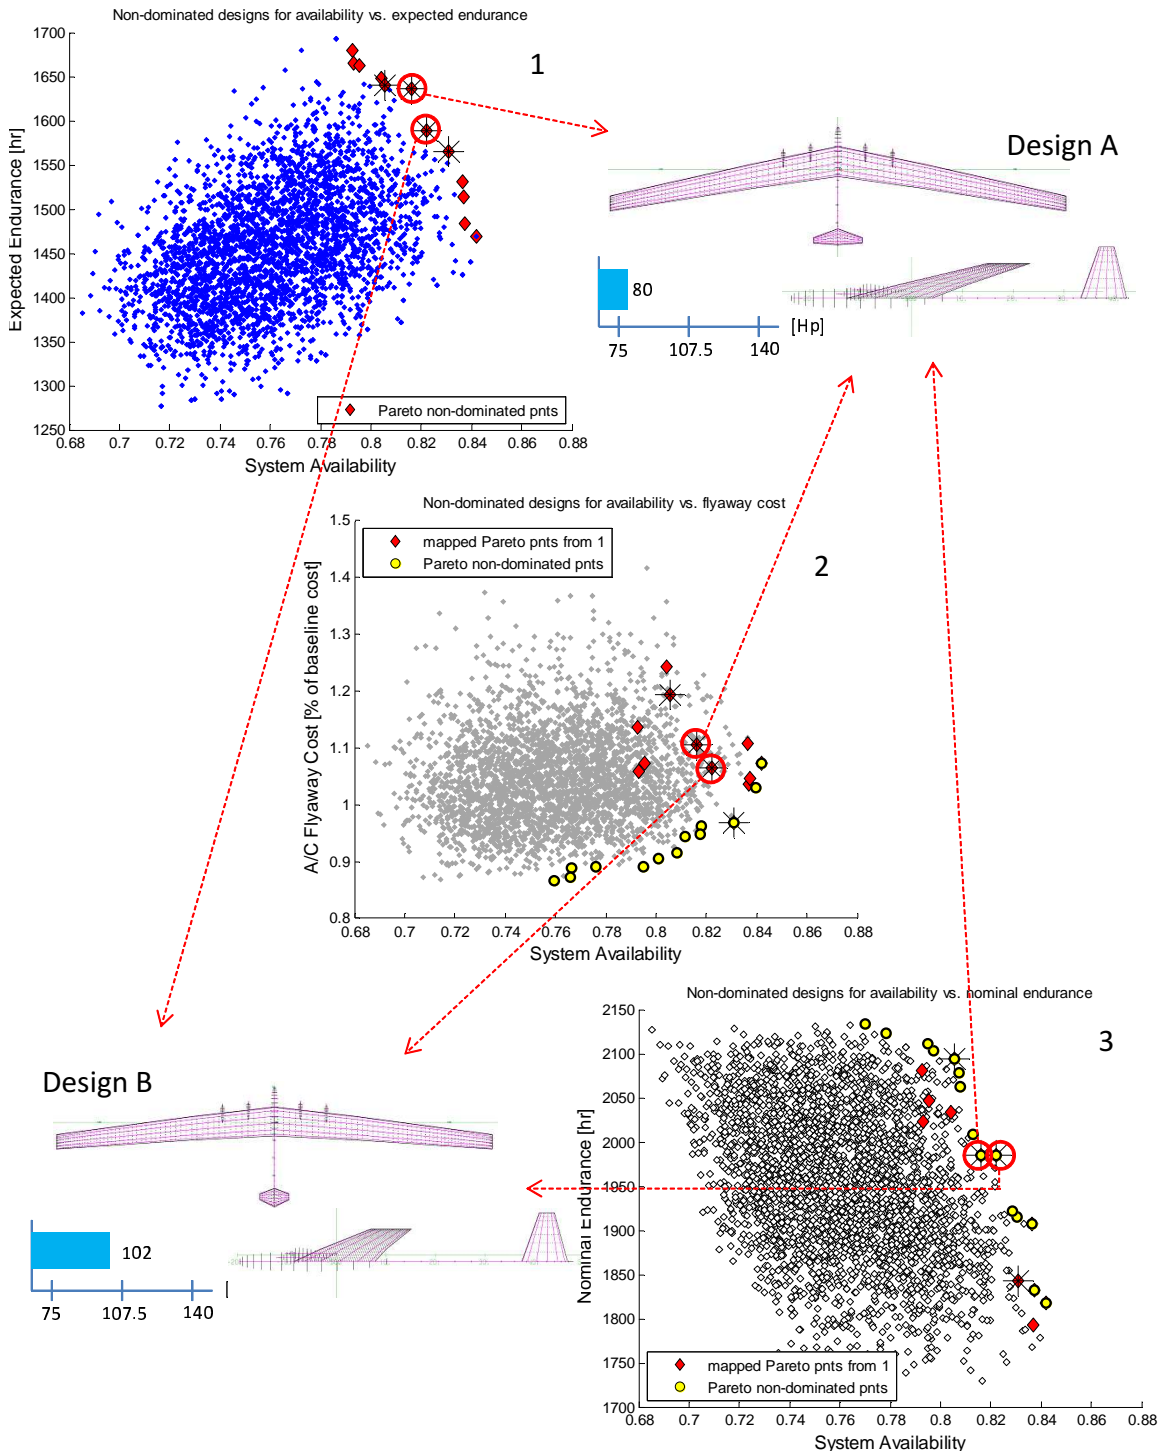 Non-dominated designs for availability vs. expected endurance
1700
1650
1600
1550
1500
1450
1400
1350
1300
1250
Expected Endurance [hr]
1
Pareto non-dominated pnts
0.68 0.7 0.72 0.74 0.76 0.78 0.8 0.82 0.84 0.86 0.88
System Availability
Design A
80
[Hp]
75 107.5 140
Non-dominated designs for availability vs. flyaway cost
1.5
1.4
1.3
1.2
1.1
1
0.9
0.8
A/C Flyaway Cost [% of baseline cost]
mapped Pareto pnts from 1
Pareto non-dominated pnts
2
0.68 0.7 0.72 0.74 0.76 0.78 0.8 0.82 0.84 0.86 0.88
System Availability
Design B
102
[
75 107.5 140
Non-dominated designs for availability vs. nominal endurance
2150
2100
2050
2000
1950
1900
1850
1800
1750
1700
Nominal Endurance [hr]
3
mapped Pareto pnts from 1
Pareto non-dominated pnts
0.68 0.7 0.72 0.74 0.76 0.78 0.8 0.82 0.84 0.86 0.88
System Availability